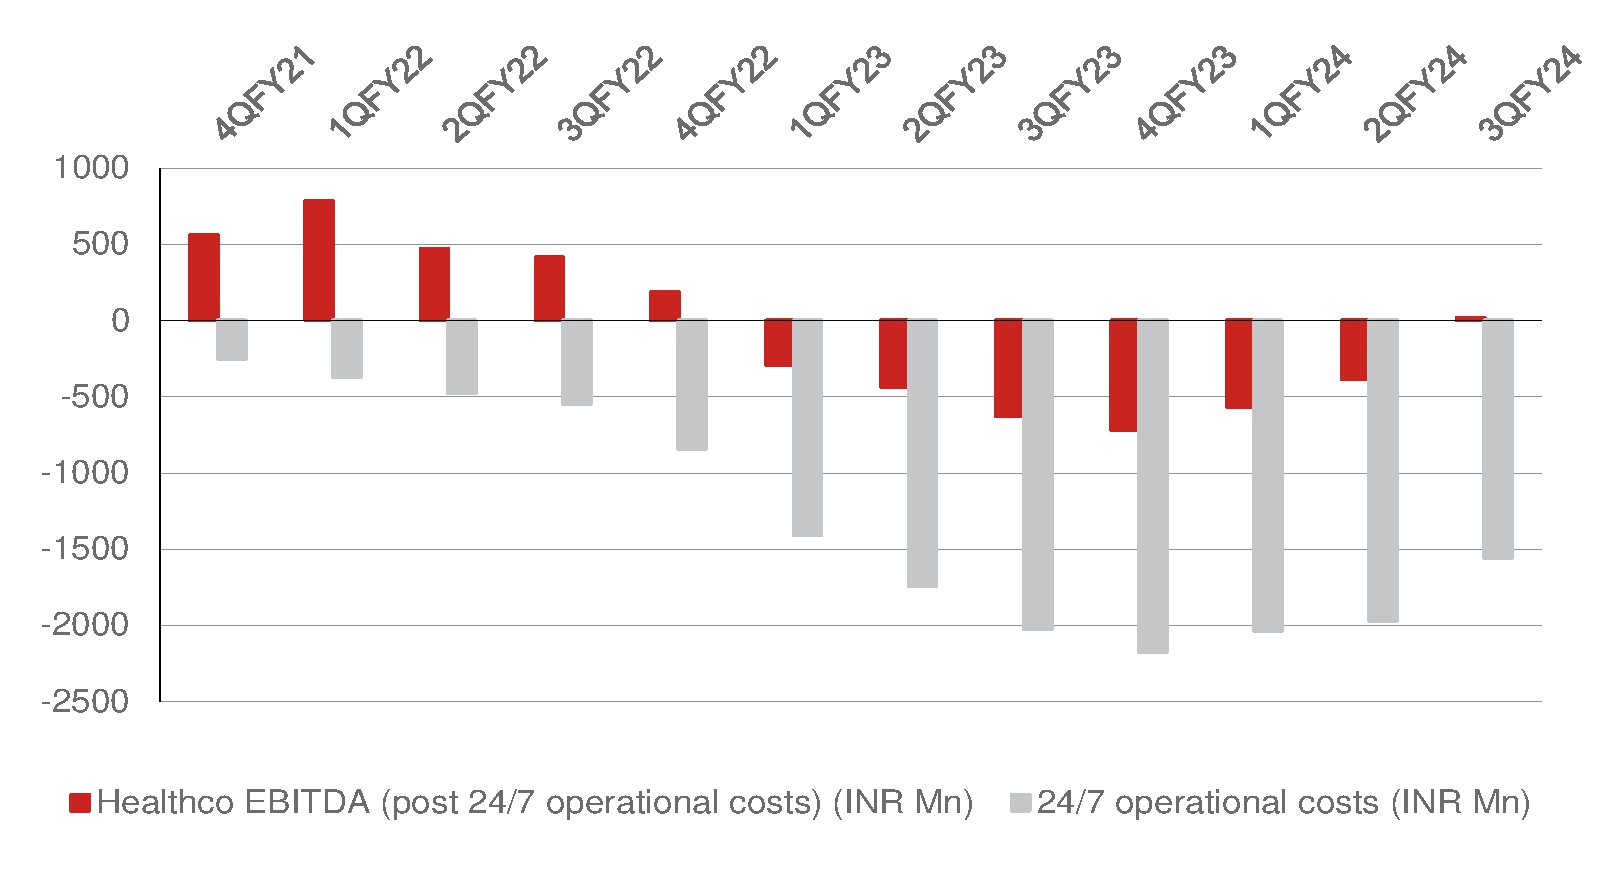 4QFY21
1QFY22
2QFY22
3QFY22
4QFY22
1QFY23
2QFY23
3QFY23
4QFY23
1QFY24
2QFY24
3QFY24
1000
500
0
-500
-1000
-1500
-2000
-2500
Healthco EBITDA (post 24/7 operational costs) (INR Mn)
24/7 operational costs (INR Mn)